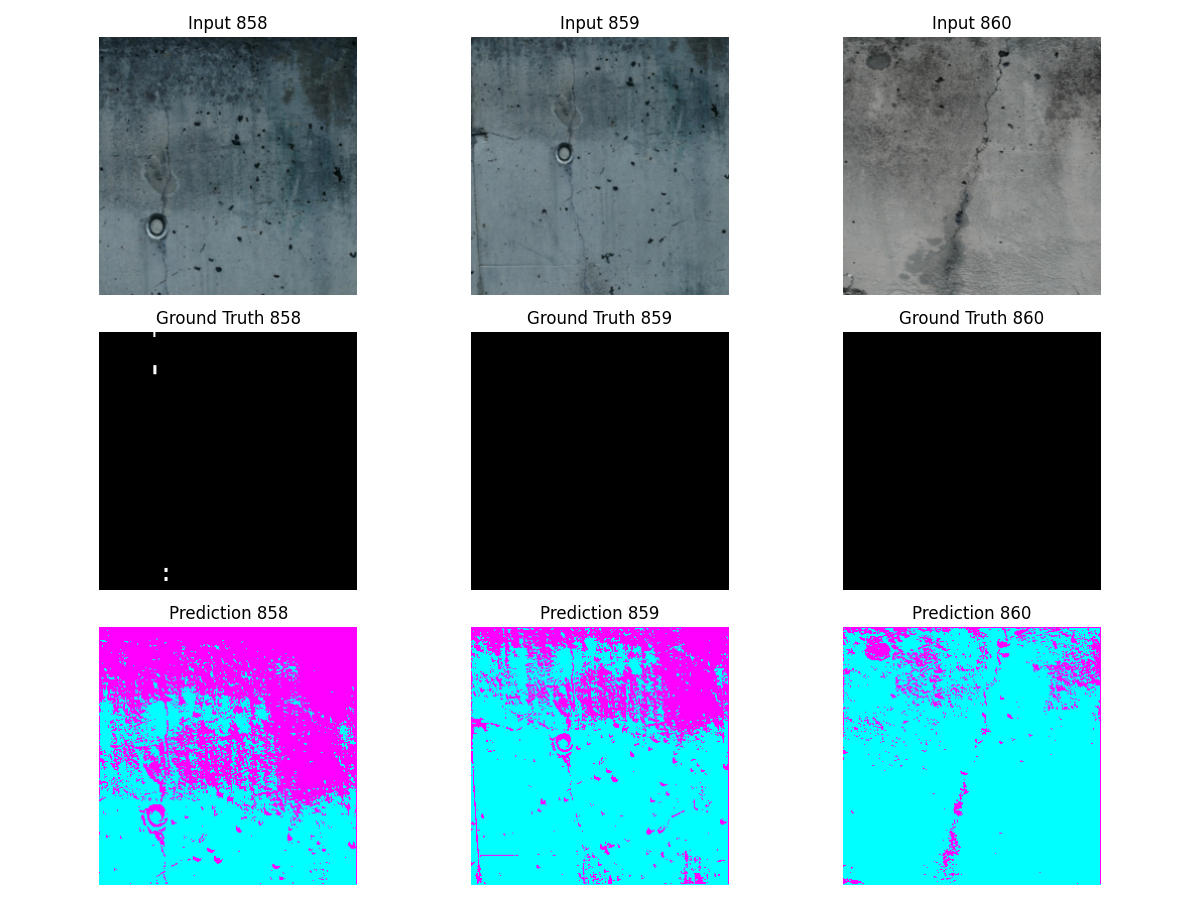 Input 858
Input 859
Input 860
Ground Truth 858
Ground Truth 859
Ground Truth 860
Prediction 858
Prediction 859
Prediction 860